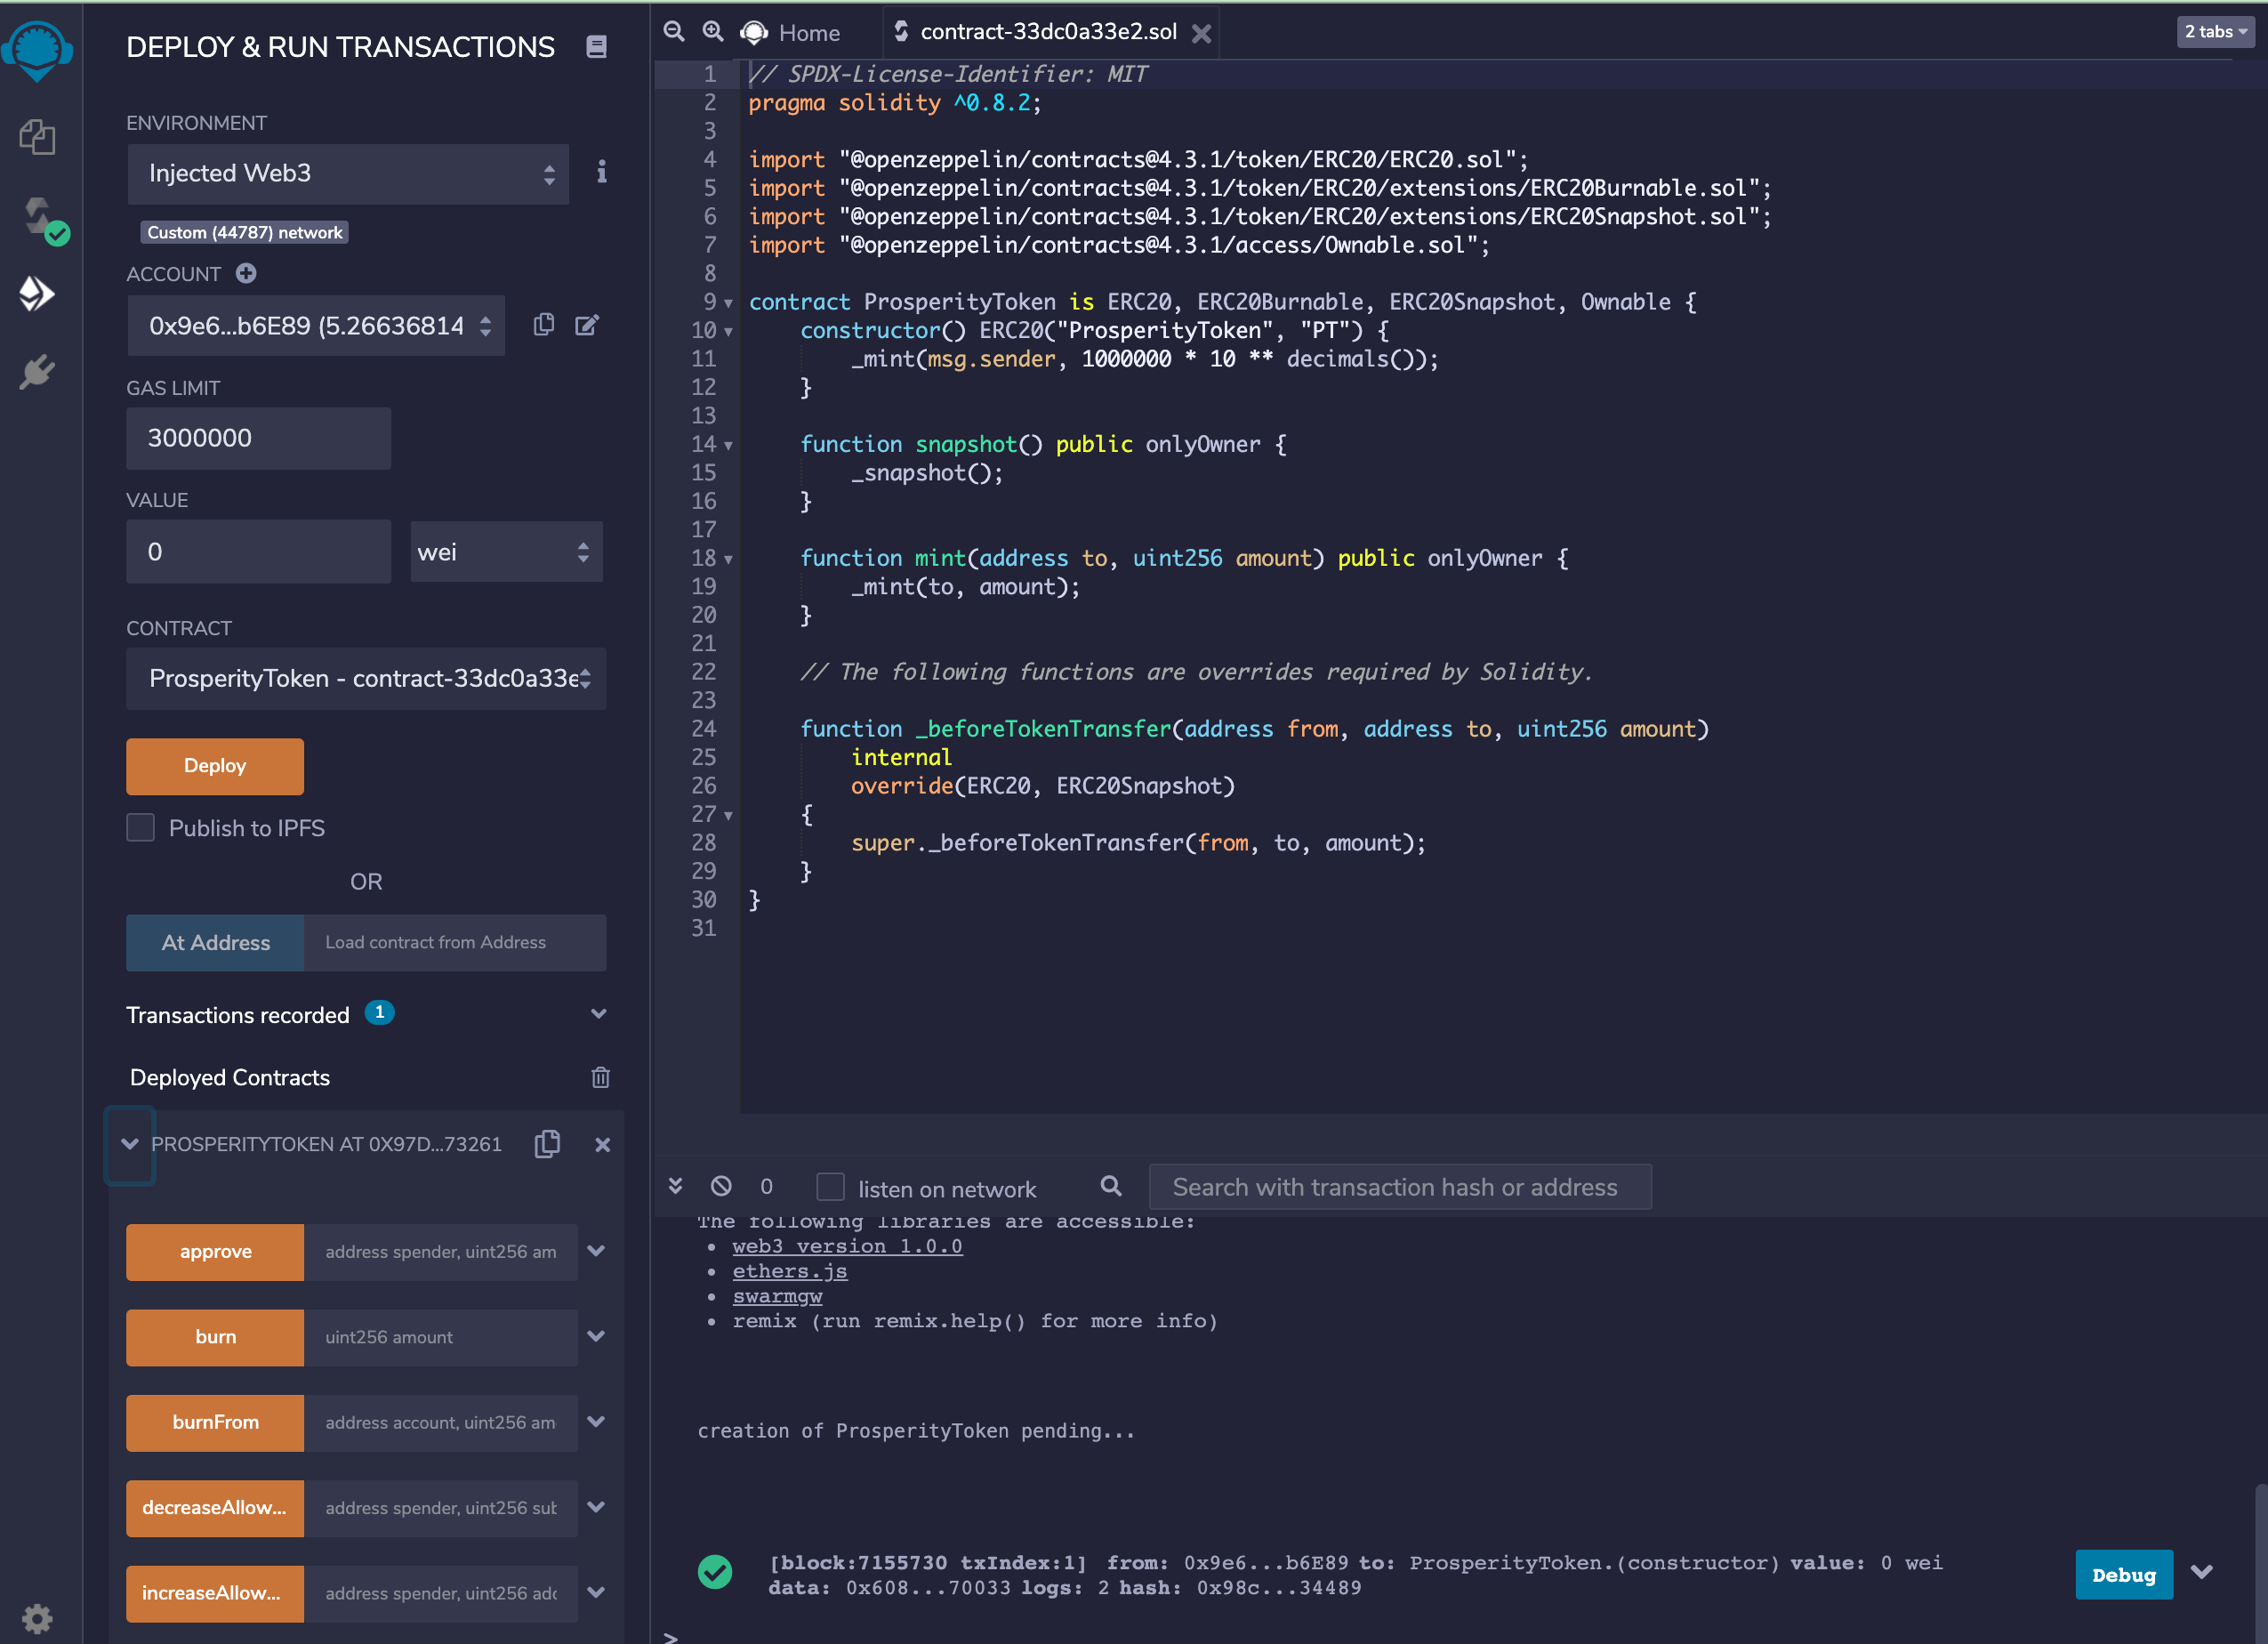 DEPLOY & RUN TRANSACTIONS
ENVIRONMENT
Injected Web3
Custom (44787) network
ACCOUNT
0x9e6...b6E89 (5.26636814
GAS LIMIT
3000000
VALUE
0
wei
CONTRACT
ProsperityToken - contract-33dc0a33e
Deploy
Publish to IPFS
OR
At Address
Load contract from Address
Transactions recorded 1
Deployed Contracts
PROSPERITYTOKEN AT 0X97D...73261
approve
address spender, uint256 am
burn
uint256 amount
burnFrom
address account, uint256 am
decreaseAllow...
address spender, uint256 sub
increaseAllow...
address spender, uint256 add
Home
contract-33dc0a33e2.sol
2 tabs
1 // SPDX-License-Identifier: MIT
2 pragma solidity ^0.8.2;
3
4 import "@openzeppelin/contracts@4.3.1/token/ERC20/ERC20.sol";
5 import "@openzeppelin/contracts@4.3.1/token/ERC20/extensions/ERC20Burnable.sol";
6 import "@openzeppelin/contracts@4.3.1/token/ERC20/extensions/ERC20Snapshot.sol";
7 import "@openzeppelin/contracts@4.3.1/access/Ownable.sol";
8
9 contract ProsperityToken is ERC20, ERC20Burnable, ERC20Snapshot, Ownable {
10     constructor() ERC20("ProsperityToken", "PT") {
11         _mint(msg.sender, 1000000 * 10 ** decimals());
12     }
13
14     function snapshot() public onlyOwner {
15         _snapshot();
16     }
17
18     function mint(address to, uint256 amount) public onlyOwner {
19         _mint(to, amount);
20     }
21
22     // The following functions are overrides required by Solidity.
23
24     function _beforeTokenTransfer(address from, address to, uint256 amount)
25         internal
26         override(ERC20, ERC20Snapshot)
27     {
28         super._beforeTokenTransfer(from, to, amount);
29     }
30 }
31
0
listen on network
Search with transaction hash or address
The following libraries are accessible:
• web3 version 1.0.0
• ethers.js
• swarmgw
• remix (run remix.help() for more info)
creation of ProsperityToken pending...
[block:7155730 txIndex:1] from: 0x9e6...b6E89 to: ProsperityToken.(constructor) value: 0 wei
data: 0x608...70033 logs: 2 hash: 0x98c...34489
Debug
>